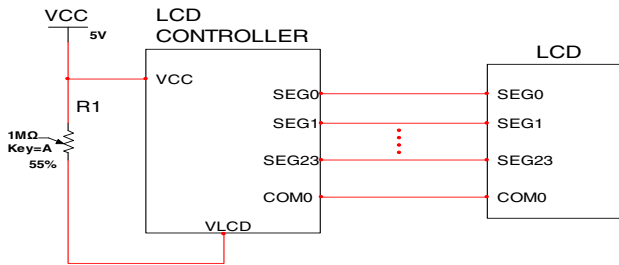 VCC
5V
R1
1MΩ
Key=A
55%
LCD
CONTROLLER
VCC
SEG0
SEG1
SEG23
COM0
VLCD
LCD
SEG0
SEG1
SEG23
COM0